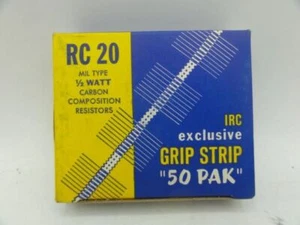 RC 20
MIL TYPE
½ WATT
CARBON
COMPOSITION
RESISTORS
IRC
exclusive
GRIP STRIP
"50 PAK"